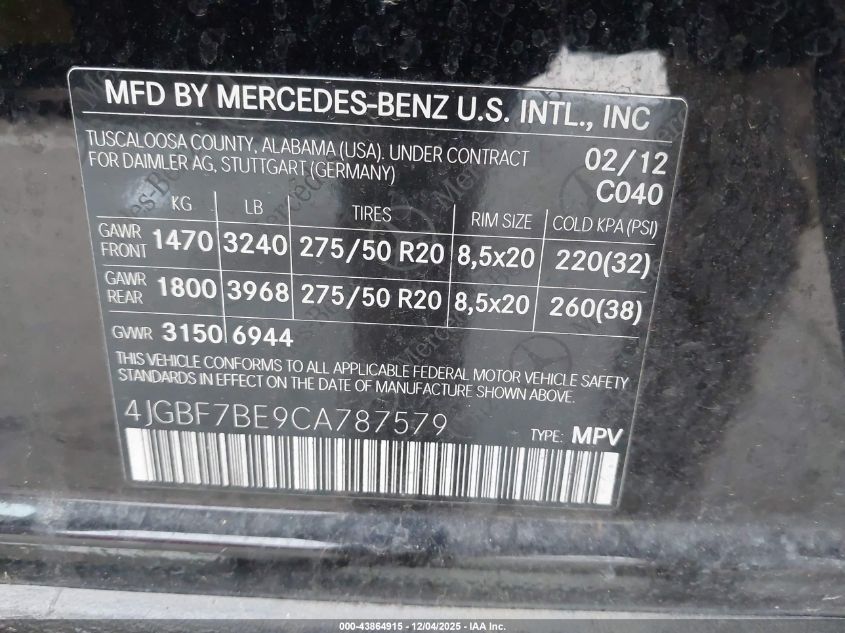 MFD BY MERCEDES-BENZ U.S. INTL., INC
TUSCALOOSA COUNTY, ALABAMA (USA). UNDER CONTRACT
FOR DAIMLER AG, STUTTGART (GERMANY)
02/12
C040
KG LB TIRES RIM SIZE COLD KPA (PSI)
GAWR FRONT 1470 3240 275/50 R20 8,5x20 220(32)
GAWR REAR 1800 3968 275/50 R20 8,5x20 260(38)
GVWR 3150 6944
THIS VEHICLE CONFORMS TO ALL APPLICABLE FEDERAL MOTOR VEHICLE SAFETY
STANDARDS IN EFFECT ON THE DATE OF MANUFACTURE SHOWN ABOVE.
4JGBF7BE9CA787579
TYPE: MPV
000-43864915 - 12/04/2025 - IAA Inc.